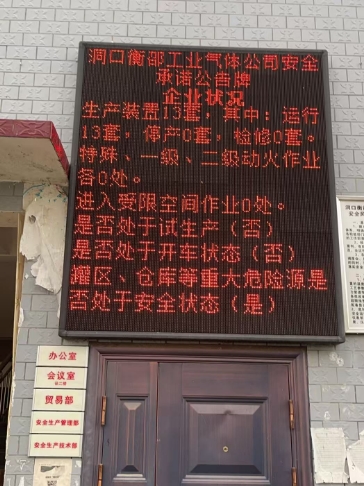 洞口衡邵工业气体公司安全
承诺公告牌
企业状况
生产装置13套，其中：运行
13套，停产0套，检修0套。
特殊、一级、二级动火作业
各0处。
进入受限空间作业0处。
是否处于试生产（否）
是否处于开车状态（否）
罐区、仓库等重大危险源是
否处于安全状态（是）
办公室
会议室
贸易部
安全生产管理部
安全生产技术部